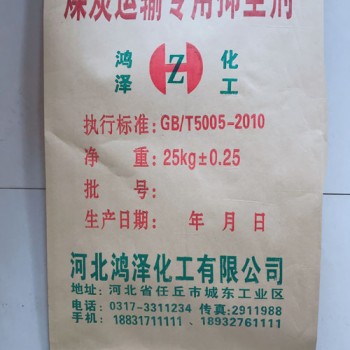 煤炭运输专用抑尘剂
鸿泽 HZ 化工
执行标准: GB/T5005-2010
净 重: 25kg±0.25
批 号:
生产日期: 年 月 日
河北鸿泽化工有限公司
地址: 河北省任丘市城东工业区
电话: 0317-3311234 传真: 2911988
手机: 18831711111 、18932761111